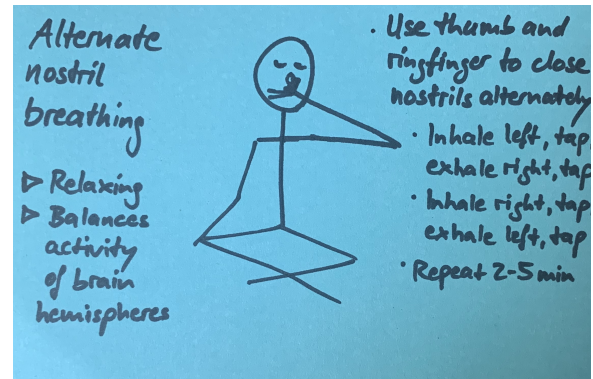 Alternate
nostril
breathing
▷ Relaxing
▷ Balances
activity
of brain
hemispheres
· Use thumb and
ringfinger to close
nostrils alternately
· Inhale left, tap,
exhale right, tap
· Inhale right, tap,
exhale left, tap
· Repeat 2-5 min